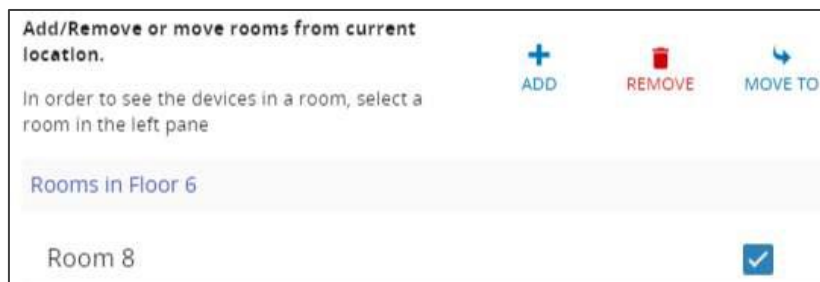 Add/Remove or move rooms from current
location.
In order to see the devices in a room, select a
room in the left pane
ADD
REMOVE
MOVE TO
Rooms in Floor 6
Room 8